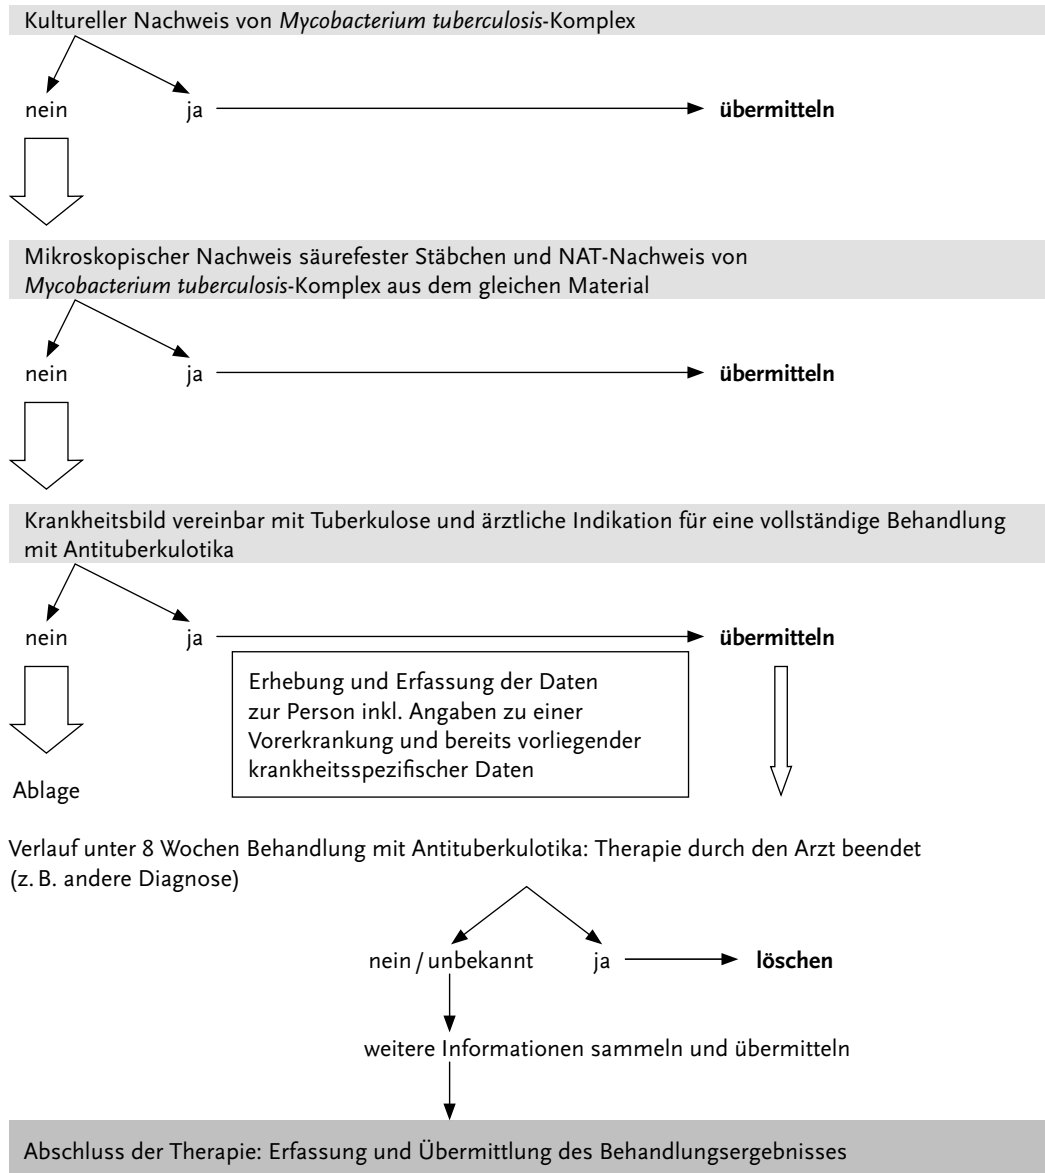 Kultureller Nachweis von Mycobacterium tuberculosis-Komplex
nein ja übermitteln
Mikroskopischer Nachweis säurefester Stäbchen und NAT-Nachweis von
Mycobacterium tuberculosis-Komplex aus dem gleichen Material
nein ja übermitteln
Krankheitsbild vereinbar mit Tuberkulose und ärztliche Indikation für eine vollständige Behandlung
mit Antituberkulotika
nein ja übermitteln
Erhebung und Erfassung der Daten
zur Person inkl. Angaben zu einer
Vorerkrankung und bereits vorliegender
krankheitsspezifischer Daten
Ablage
Verlauf unter 8 Wochen Behandlung mit Antituberkulotika: Therapie durch den Arzt beendet
(z. B. andere Diagnose)
nein / unbekannt ja löschen
weitere Informationen sammeln und übermitteln
Abschluss der Therapie: Erfassung und Übermittlung des Behandlungsergebnisses